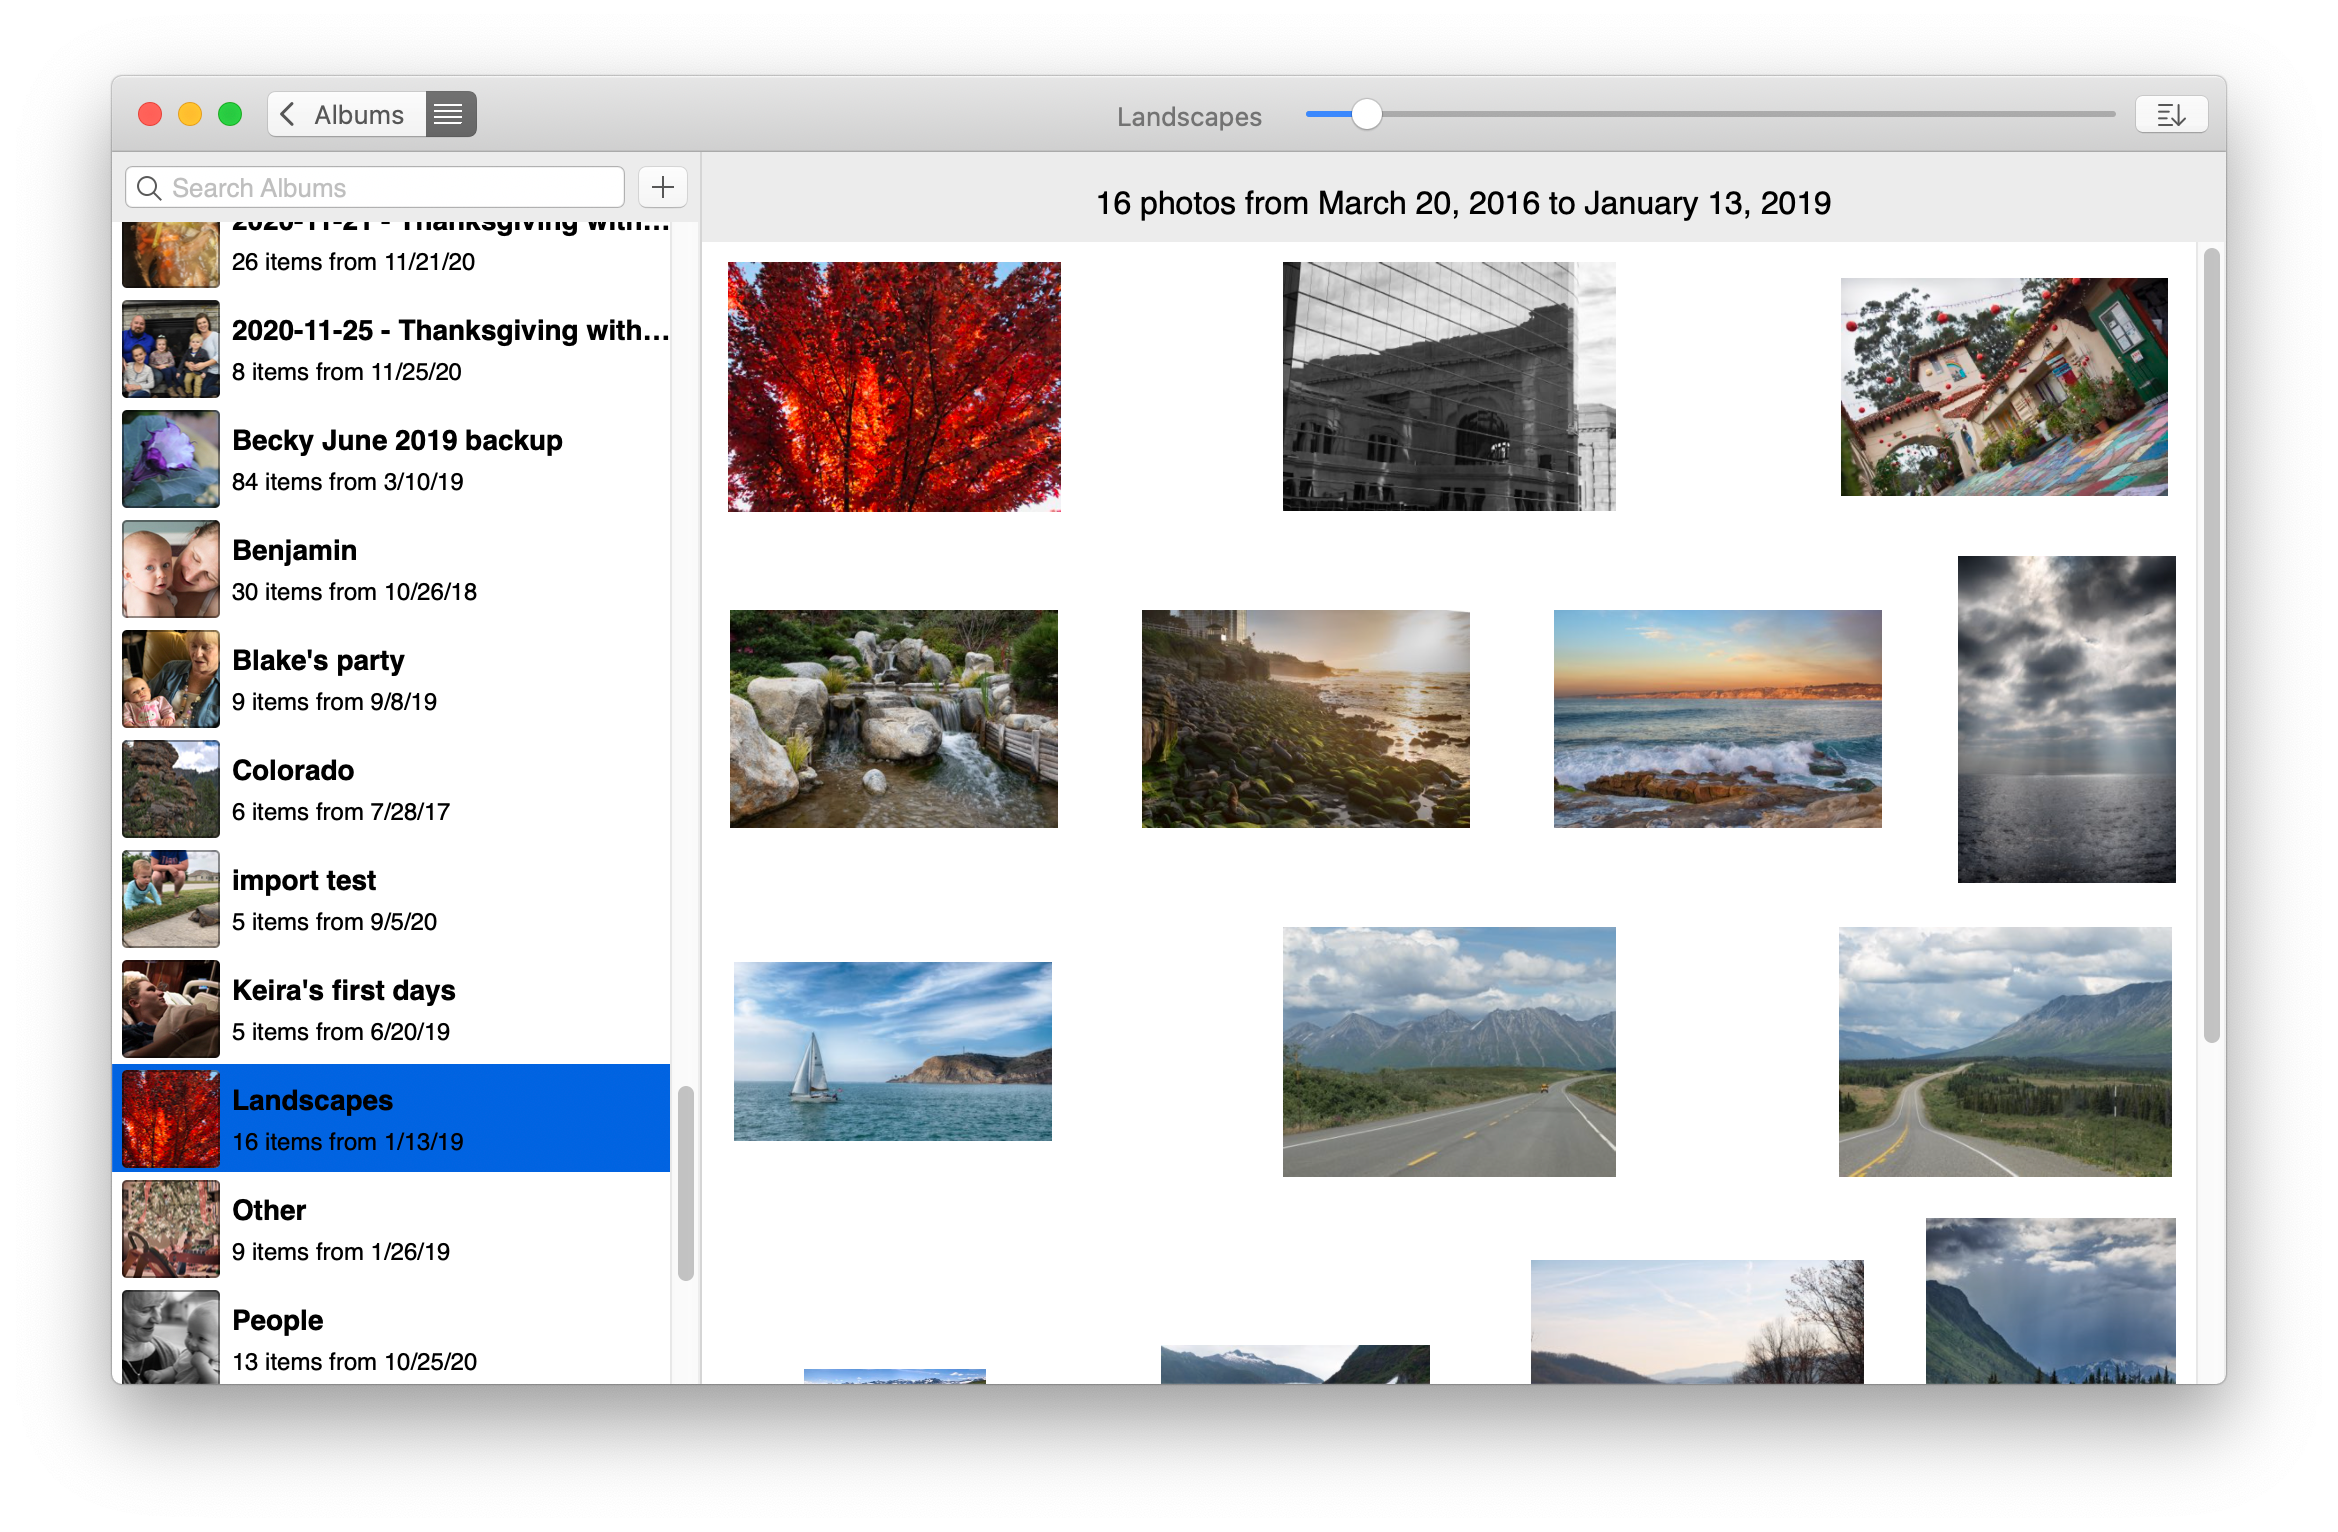 Albums
Landscapes
Search Albums
16 photos from March 20, 2016 to January 13, 2019
2020-11-21 - Thanksgiving with...
26 items from 11/21/20
2020-11-25 - Thanksgiving with...
8 items from 11/25/20
Becky June 2019 backup
84 items from 3/10/19
Benjamin
30 items from 10/26/18
Blake's party
9 items from 9/8/19
Colorado
6 items from 7/28/17
import test
5 items from 9/5/20
Keira's first days
5 items from 6/20/19
Landscapes
16 items from 1/13/19
Other
9 items from 1/26/19
People
13 items from 10/25/20